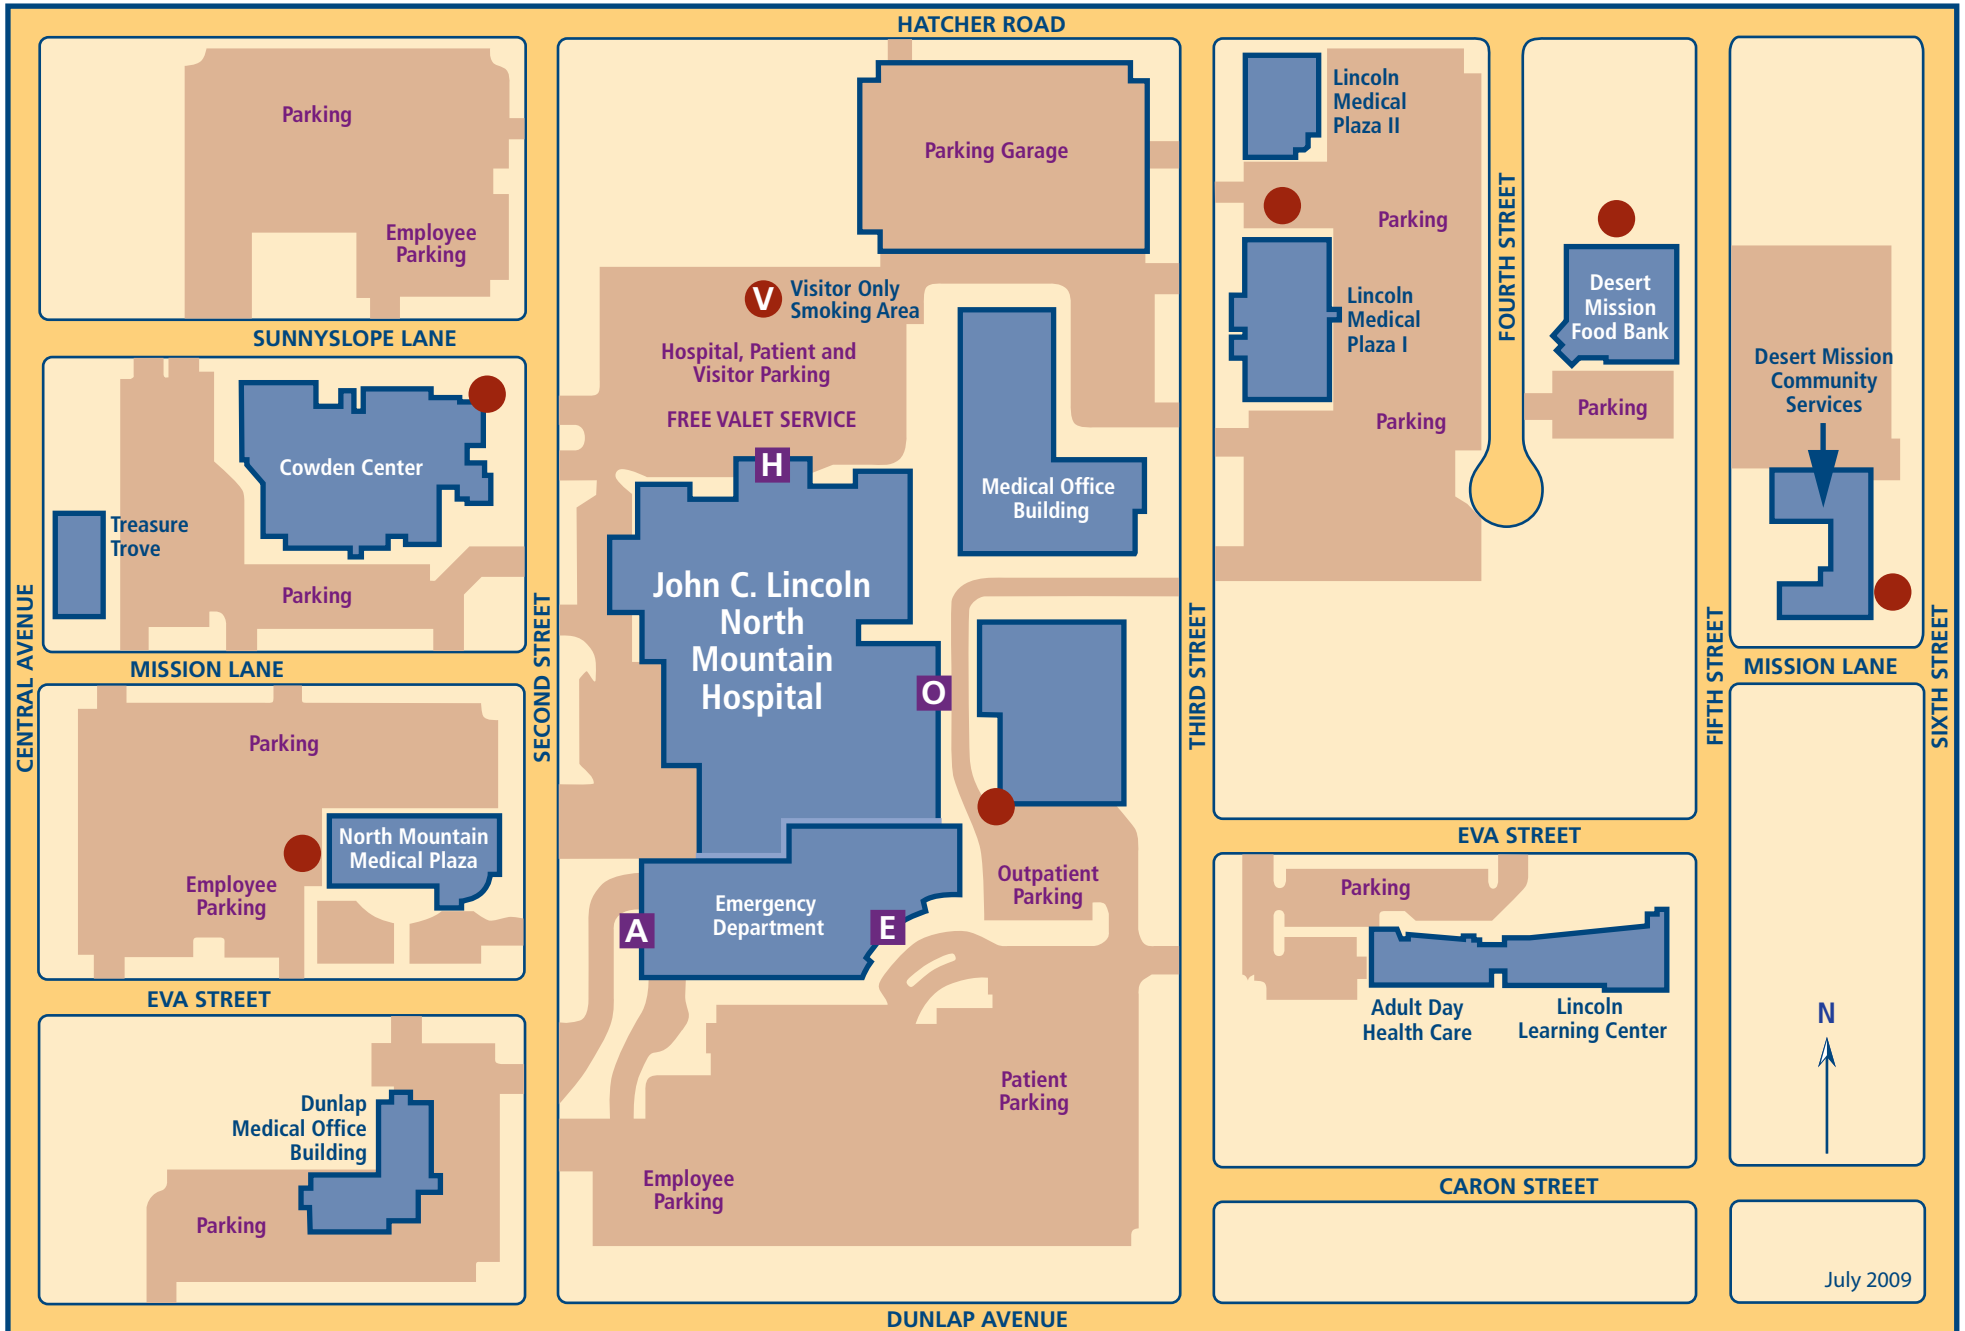 HATCHER ROAD
Parking
Employee
Parking
SUNNYSLOPE LANE
Cowden Center
Treasure
Trove
Parking
MISSION LANE
CENTRAL AVENUE
SECOND STREET
Parking
North Mountain
Medical Plaza
Employee
Parking
EVA STREET
Dunlap
Medical Office
Building
Parking
Parking Garage
V
Visitor Only
Smoking Area
Hospital, Patient and
Visitor Parking
FREE VALET SERVICE
H
Medical Office
Building
John C. Lincoln
North
Mountain
Hospital
O
Outpatient
Parking
Emergency
Department
A
E
Patient
Parking
Employee
Parking
DUNLAP AVENUE
THIRD STREET
Lincoln
Medical
Plaza II
Parking
Lincoln
Medical
Plaza I
Parking
FOURTH STREET
Desert
Mission
Food Bank
Parking
Desert Mission
Community
Services
FIFTH STREET
MISSION LANE
SIXTH STREET
EVA STREET
Parking
Adult Day
Health Care
Lincoln
Learning Center
N
CARON STREET
July 2009